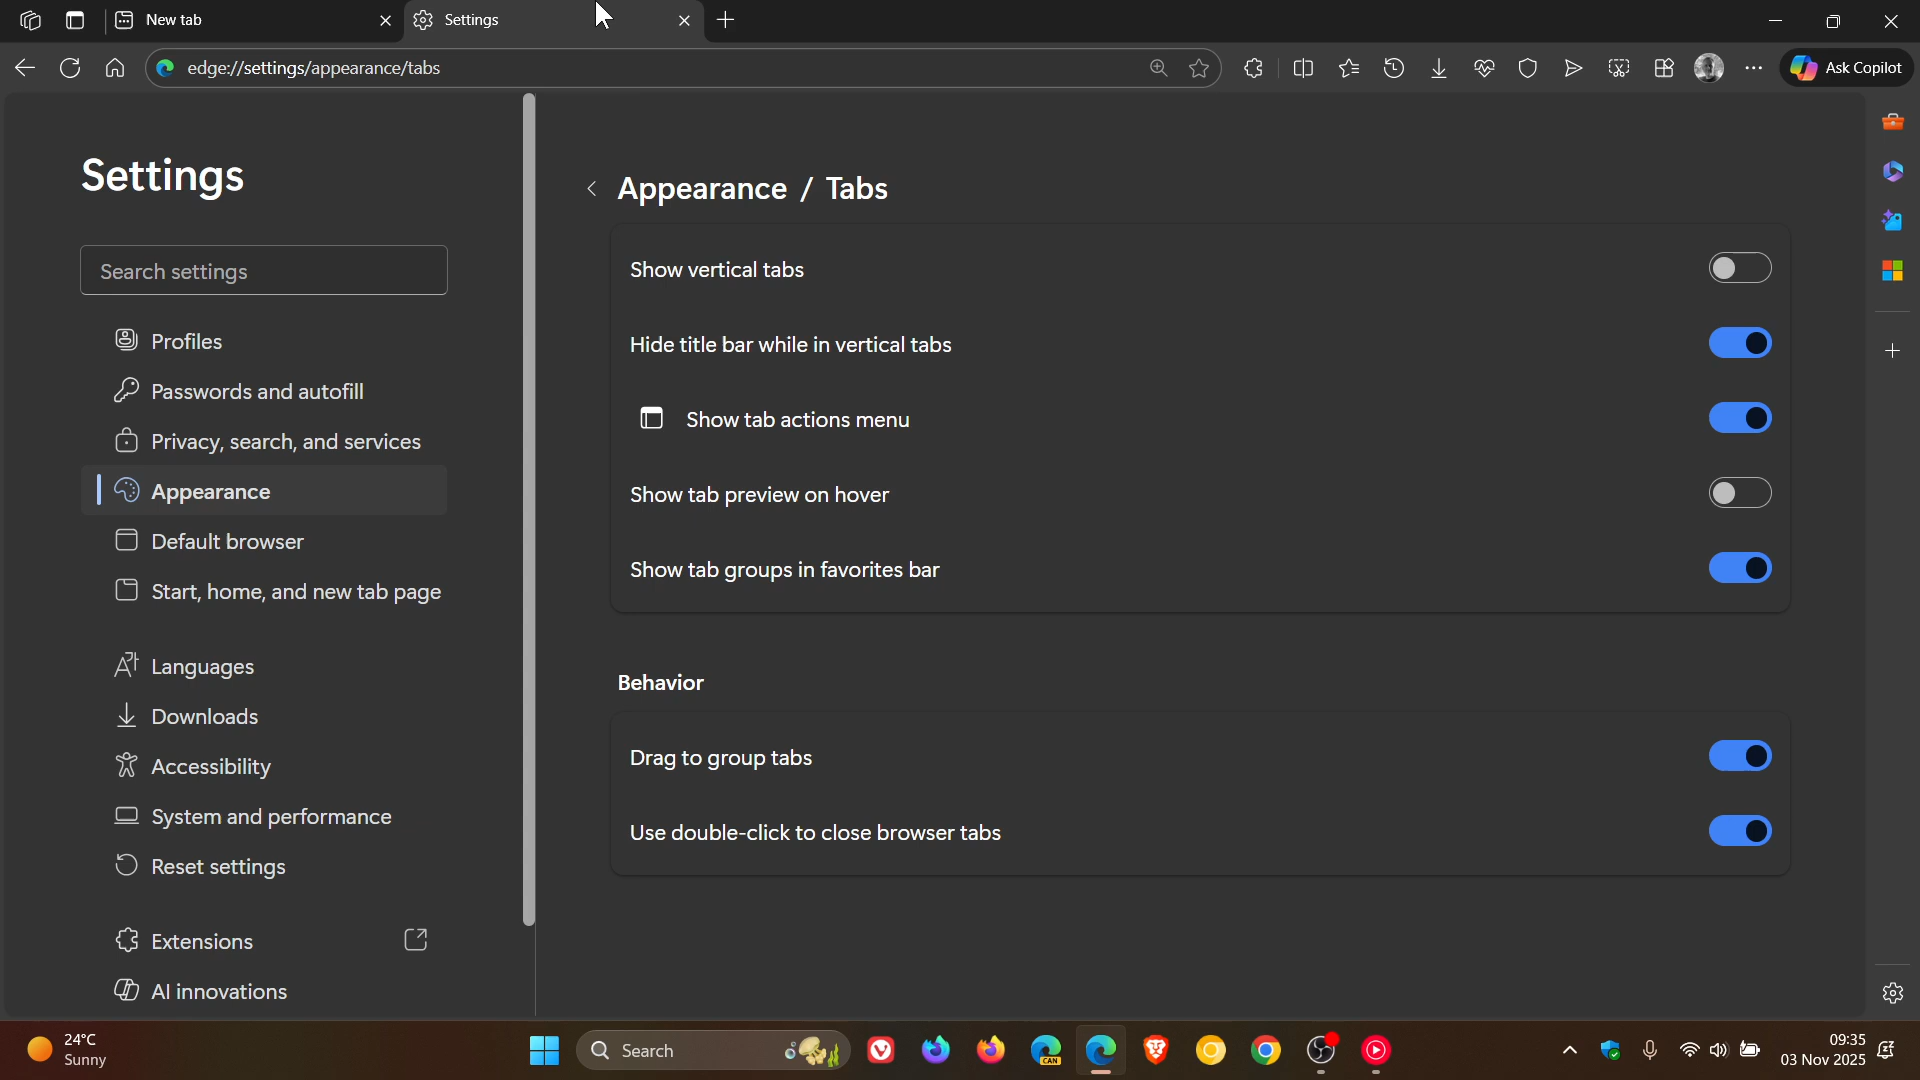 New tab
Settings
edge://settings/appearance/tabs
Ask Copilot
Settings
Search settings
Profiles
Passwords and autofill
Privacy, search, and services
Appearance
Default browser
Start, home, and new tab page
Languages
Downloads
Accessibility
System and performance
Reset settings
Extensions
AI innovations
Appearance / Tabs
Show vertical tabs
Hide title bar while in vertical tabs
Show tab actions menu
Show tab preview on hover
Show tab groups in favorites bar
Behavior
Drag to group tabs
Use double-click to close browser tabs
24°C
Sunny
Search
CAN
09:35
03 Nov 2025